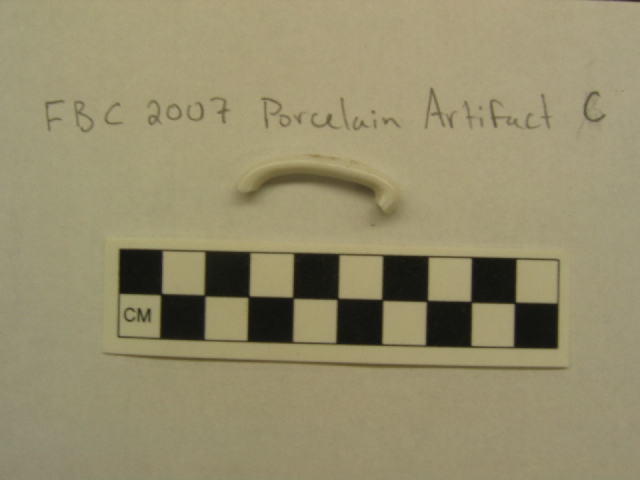 FBC 2007 Porcelain Artifact C
CM